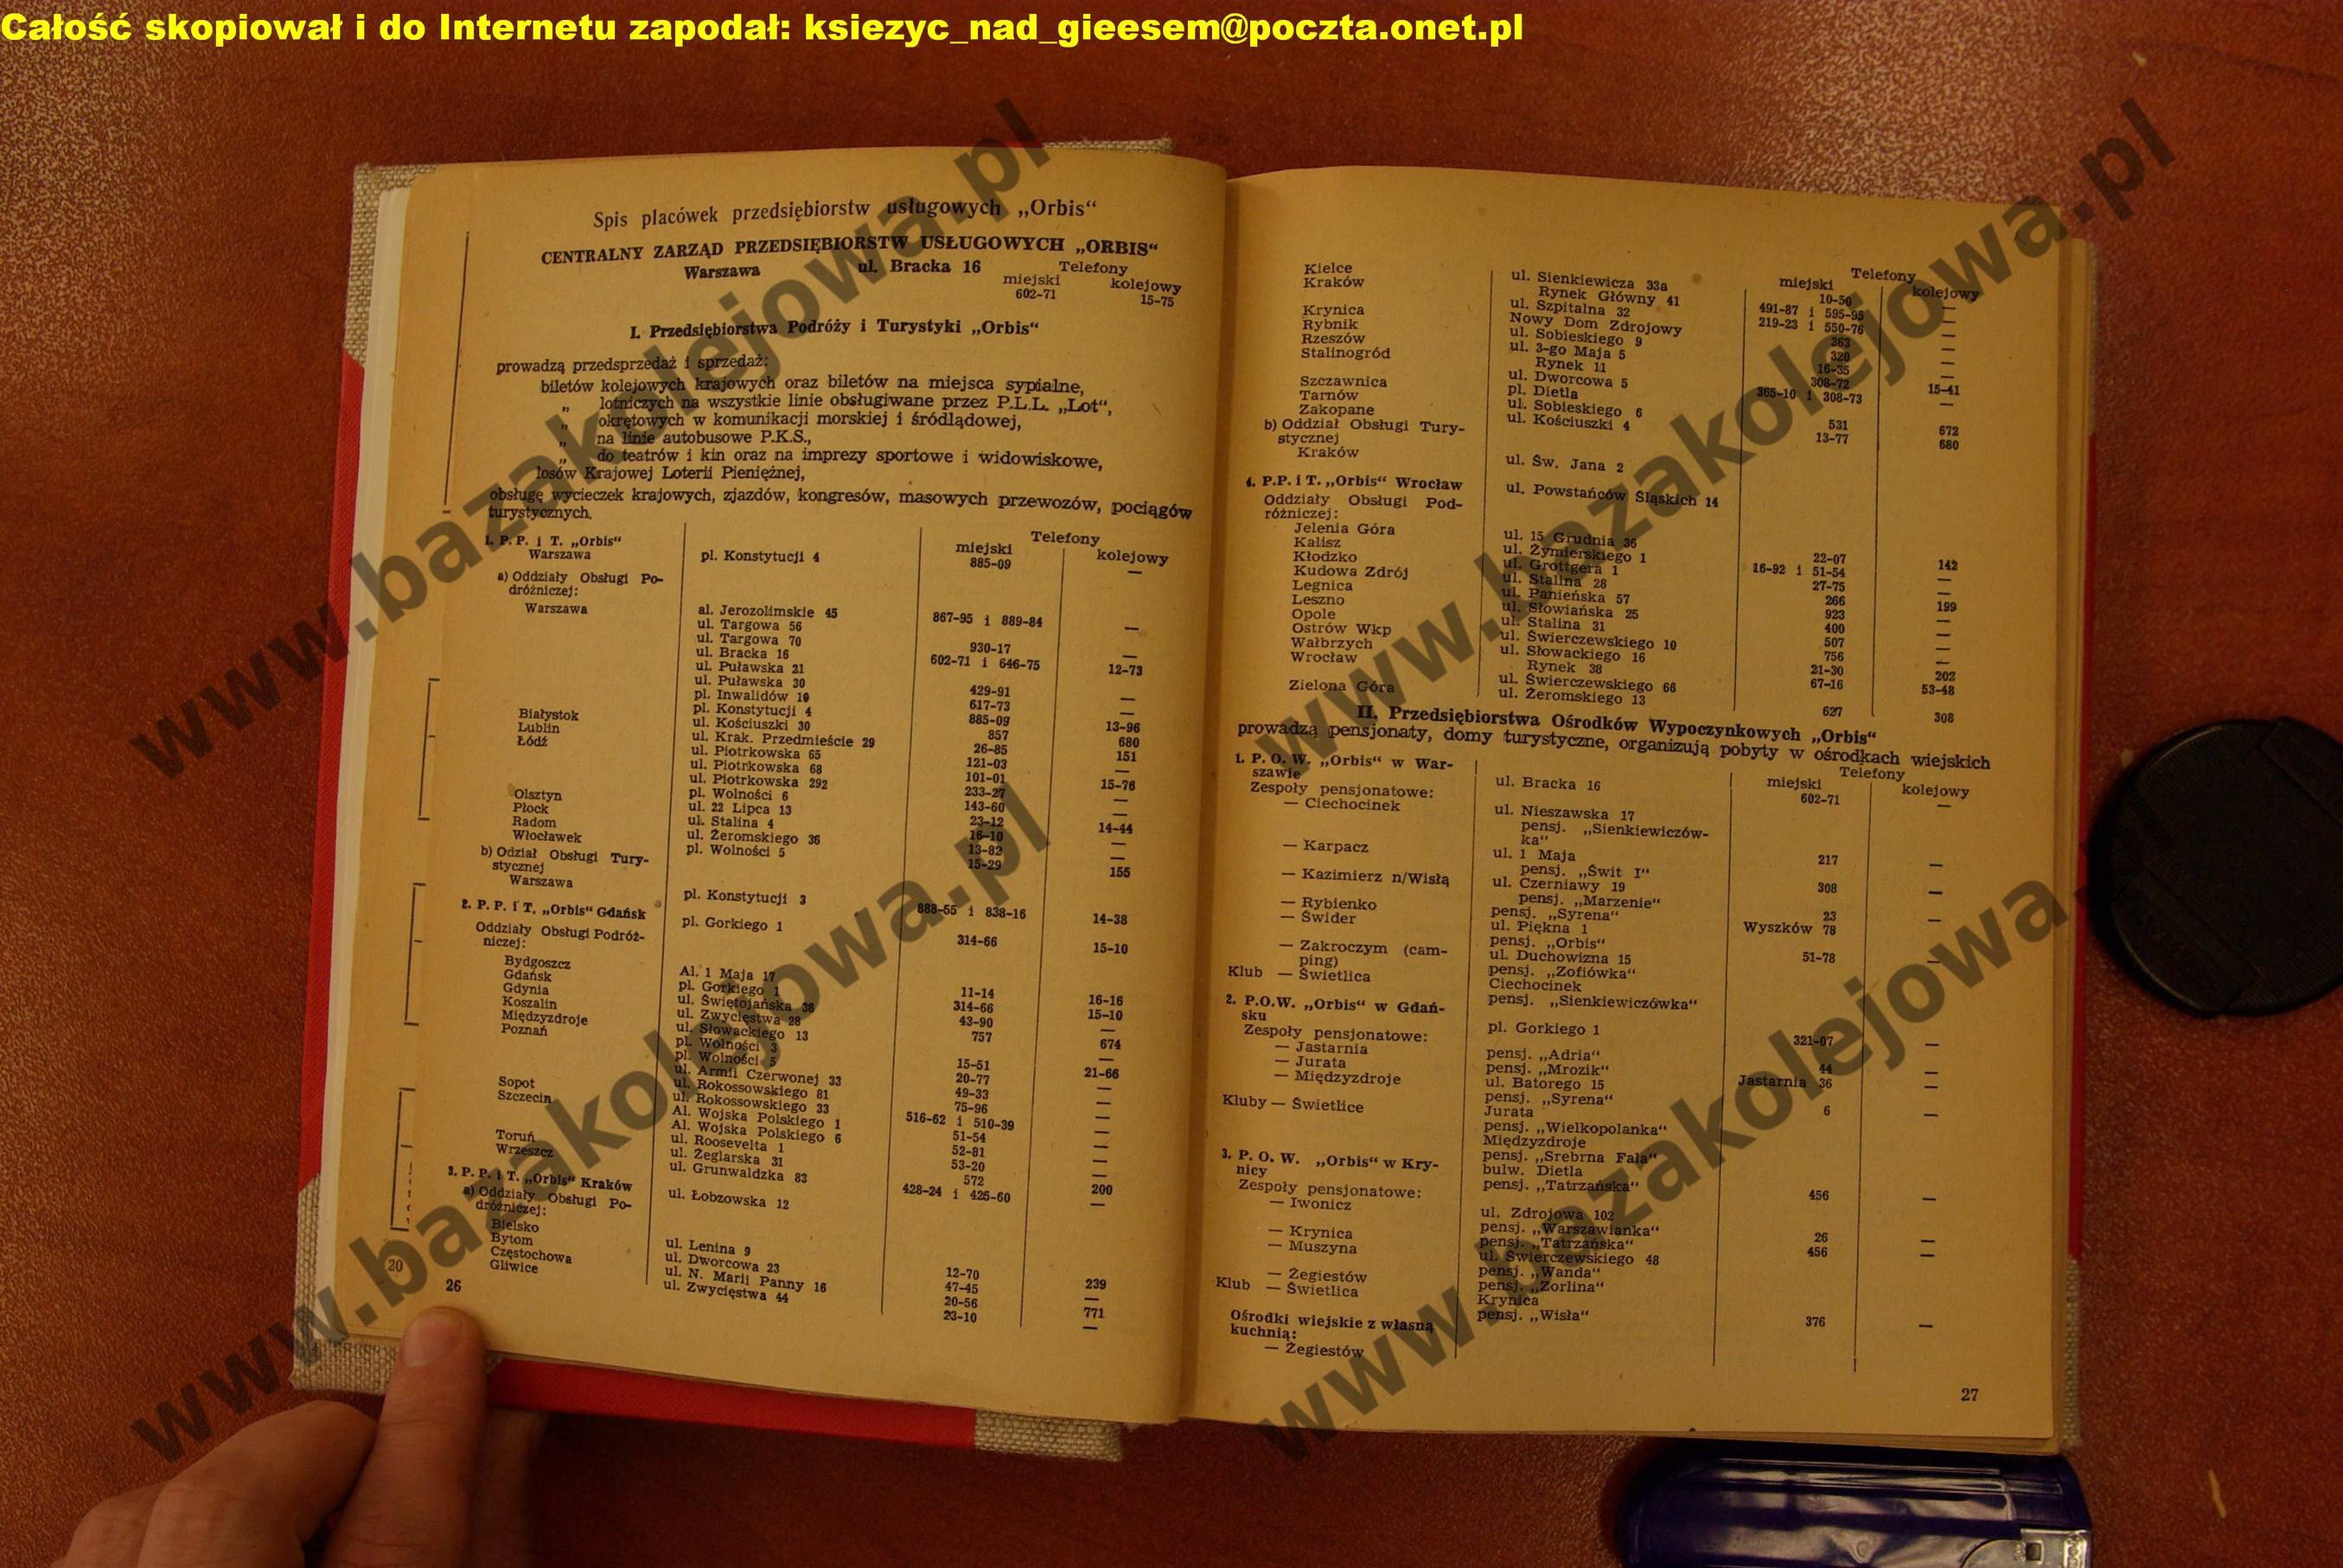 Całość skopiował i do Internetu zapodał: ksiezyc_nad_gieesem@poczta.onet.pl
Spis placówek przedsiębiorstw usługowych „Orbis“
CENTRALNY ZARZĄD PRZEDSIĘBIORSTW USŁUGOWYCH „ORBIS“
Warszawa ul. Bracka 16 Telefony
miejski kolejowy
602-71 15-75
I. Przedsiębiorstwa Podróży i Turystyki „Orbis“
prowadzą przedsprzedaż i sprzedaż:
biletów kolejowych krajowych oraz biletów na miejsca sypialne,
„ lotniczych na wszystkie linie obsługiwane przez P.L.L. „Lot“,
„ okrętowych w komunikacji morskiej i śródlądowej,
„ na linie autobusowe P.K.S.,
„ do teatrów i kin oraz na imprezy sportowe i widowiskowe,
losów Krajowej Loterii Pieniężnej,
obsługę wycieczek krajowych, zjazdów, kongresów, masowych przewozów, pociągów
turystycznych.
Telefony
miejski kolejowy
1. P. P. i T. „Orbis“
Warszawa pl. Konstytucji 4 885-09 —
a) Oddziały Obsługi Po-
dróżniczej:
Warszawa al. Jerozolimskie 45 867-95 i 889-84 —
ul. Targowa 56
ul. Targowa 70 930-17 —
ul. Bracka 16 602-71 i 646-75 12-73
ul. Puławska 21
ul. Puławska 30 429-91 —
pl. Inwalidów 10 617-73 —
pl. Konstytucji 4 885-09 13-96
Białystok ul. Kościuszki 30 857 680
Lublin ul. Krak. Przedmieście 29 26-85 151
Łódź ul. Piotrkowska 65 121-03 —
ul. Piotrkowska 68 101-01 15-76
ul. Piotrkowska 292 233-27 —
pl. Wolności 6 143-60 —
Olsztyn ul. 22 Lipca 13 23-12 14-44
Płock ul. Stalina 4 16-10 —
Radom ul. Żeromskiego 36 13-82 —
Włocławek pl. Wolności 5 15-29 155
b) Odział Obsługi Tury-
stycznej
Warszawa pl. Konstytucji 3 888-55 i 838-16 14-38
2. P. P. i T. „Orbis“ Gdańsk pl. Gorkiego 1 314-66 15-10
Oddziały Obsługi Podróż-
niczej:
Bydgoszcz Al. 1 Maja 17 11-14 16-16
Gdańsk pl. Gorkiego 1 314-66 15-10
Gdynia ul. Świętojańska 38 43-90 —
Koszalin ul. Zwycięstwa 28 757 674
Międzyzdroje ul. Słowackiego 13 —
Poznań pl. Wolności 3 15-51 21-66
pl. Wolności 5 20-77 —
ul. Armii Czerwonej 33 49-33 —
ul. Rokossowskiego 81 75-96 —
Sopot ul. Rokossowskiego 33 516-62 i 510-39 —
Szczecin Al. Wojska Polskiego 1 51-54 —
Al. Wojska Polskiego 6 52-81 —
ul. Roosevelta 1 53-20 —
Toruń ul. Żeglarska 31 572 200
Wrzeszcz ul. Grunwaldzka 83 428-24 i 425-60 —
3. P. P. i T. „Orbis“ Kraków ul. Łobzowska 12
a) Oddziały Obsługi Po-
dróżniczej:
Bielsko ul. Lenina 9 12-70 239
Bytom ul. Dworcowa 23 47-45 —
Częstochowa ul. N. Marii Panny 16 20-56 771
Gliwice ul. Zwycięstwa 44 23-10 —
20
26
Telefony
miejski kolejowy
Kielce ul. Sienkiewicza 33a 10-50 —
Kraków Rynek Główny 41 491-87 i 595-95 —
ul. Szpitalna 32 219-23 i 550-76 —
Krynica Nowy Dom Zdrojowy 363 —
Rybnik ul. Sobieskiego 9 320 —
Rzeszów ul. 3-go Maja 5 16-35 —
Stalinogród Rynek 11 308-72 15-41
ul. Dworcowa 5 365-10 i 308-73 —
Szczawnica pl. Dietla
Tarnów ul. Sobieskiego 6 531 672
Zakopane ul. Kościuszki 4 13-77 680
b) Oddział Obsługi Tury-
stycznej
Kraków ul. Św. Jana 2
4. P.P. i T. „Orbis“ Wrocław ul. Powstańców Śląskich 14
Oddziały Obsługi Pod-
różniczej:
Jelenia Góra ul. 15 Grudnia 36 22-07 142
Kalisz ul. Żymierskiego 1 16-92 i 51-54 —
Kłodzko ul. Grottgera 1 27-75 —
Kudowa Zdrój ul. Stalina 28 266 199
Legnica ul. Panieńska 57 923 —
Leszno ul. Słowiańska 25 400 —
Opole ul. Stalina 31 507 —
Ostrów Wkp ul. Świerczewskiego 10 756 —
Wałbrzych ul. Słowackiego 16 21-30 202
Wrocław Rynek 38 67-16 53-48
ul. Świerczewskiego 66
Zielona Góra ul. Żeromskiego 13 627 308
II. Przedsiębiorstwa Ośrodków Wypoczynkowych „Orbis“
prowadzą pensjonaty, domy turystyczne, organizują pobyty w ośrodkach wiejskich
Telefony
miejski kolejowy
1. P. O. W. „Orbis“ w War-
szawie ul. Bracka 16 602-71 —
Zespoły pensjonatowe:
— Ciechocinek ul. Nieszawska 17
pensj. „Sienkiewiczów-
ka“ 217 —
— Karpacz ul. 1 Maja
pensj. „Świt I“ 308 —
— Kazimierz n/Wisłą ul. Czerniawy 19
pensj. „Marzenie“ 23 —
— Rybienko pensj. „Syrena“ Wyszków 78
— Świder ul. Piękna 1
pensj. „Orbis“ 51-78 —
— Zakroczym (cam-
ping) ul. Duchowizna 15
pensj. „Zofiówka“
Klub — Świetlica Ciechocinek
pensj. „Sienkiewiczówka“
2. P.O.W. „Orbis“ w Gdań-
sku pl. Gorkiego 1 321-07 —
Zespoły pensjonatowe:
— Jastarnia pensj. „Adria“ 44 —
— Jurata pensj. „Mrozik“ Jastarnia 36 —
— Międzyzdroje ul. Batorego 15
pensj. „Syrena“ 6 —
Kluby — Świetlice Jurata
pensj. „Wielkopolanka“
Międzyzdroje
pensj. „Srebrna Fala“
3. P. O. W. „Orbis“ w Kry-
nicy bulw. Dietla
pensj. „Tatrzańska“ 456 —
Zespoły pensjonatowe:
— Iwonicz ul. Zdrojowa 102
pensj. „Warszawianka“ 26 —
— Krynica pensj. „Tatrzańska“ 456 —
— Muszyna ul. Świerczewskiego 48
pensj. „Wanda“
— Żegiestów pensj. „Zorlina“
Klub — Świetlica Krynica
pensj. „Wisła“ 376 —
Ośrodki wiejskie z własną
kuchnią:
— Żegiestów
27
www.bazakolejowa.pl
www.bazakolejowa.pl
www.bazakolejowa.pl
www.bazakolejowa.pl